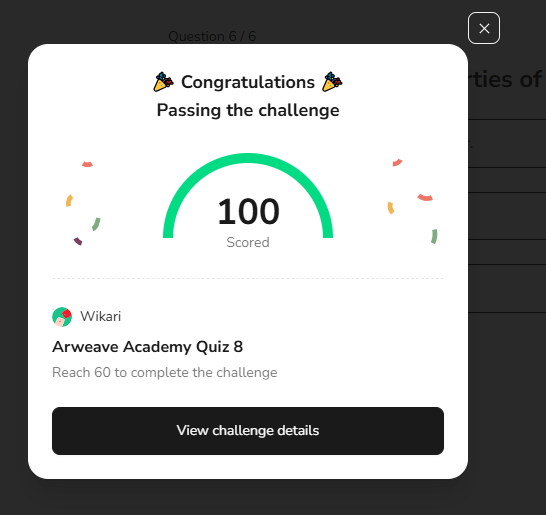 Question 6 / 6
rties of
Congratulations
Passing the challenge
100
Scored
Wikari
Arweave Academy Quiz 8
Reach 60 to complete the challenge
View challenge details